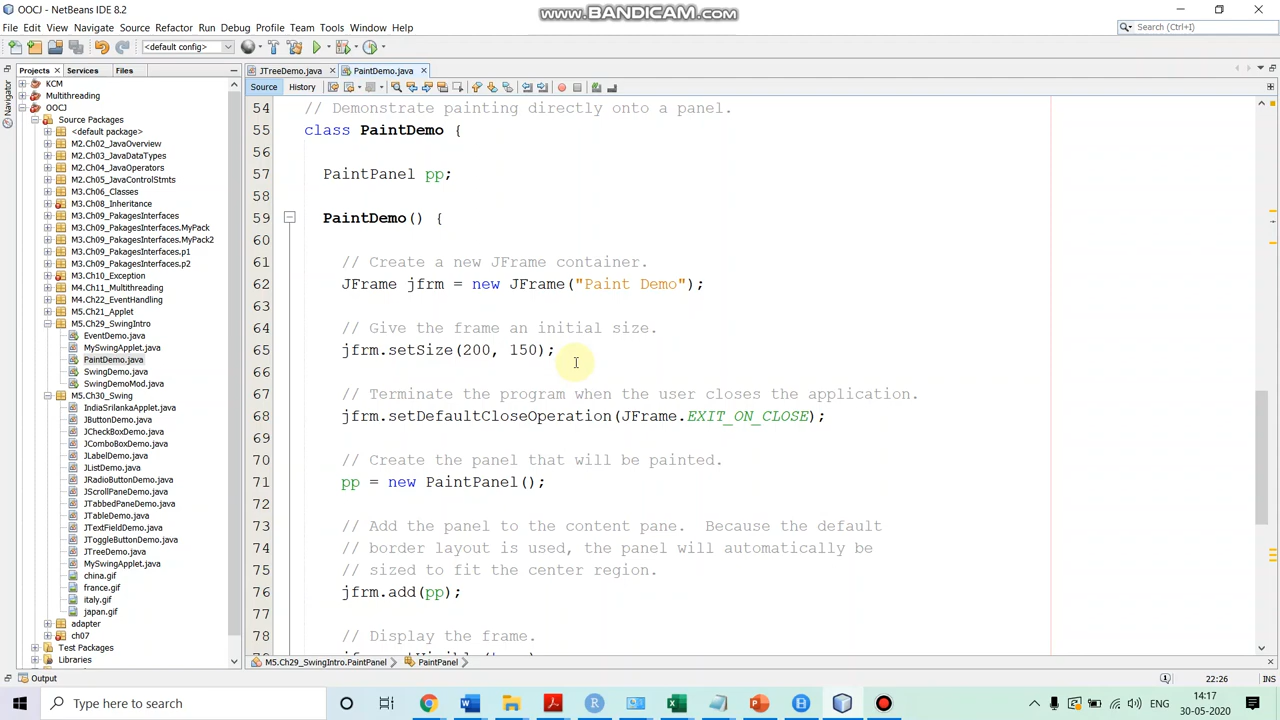 OOCJ - NetBeans IDE 8.2
www.BANDICAM.com
File Edit View Navigate Source Refactor Run Debug Profile Team Tools Window Help
Search (Ctrl+I)
<default config>
Projects Services Files
JTreeDemo.java PaintDemo.java
Source History
Navigator
KCM
Multithreading
OOCJ
Source Packages
<default package>
M2.Ch02_JavaOverview
M2.Ch03_JavaDataTypes
M2.Ch04_JavaOperators
M2.Ch05_JavaControlStmts
M3.Ch06_Classes
M3.Ch08_Inheritance
M3.Ch09_PakagesInterfaces
M3.Ch09_PakagesInterfaces.MyPack
M3.Ch09_PakagesInterfaces.MyPack2
M3.Ch09_PakagesInterfaces.p1
M3.Ch09_PakagesInterfaces.p2
M3.Ch10_Exception
M4.Ch11_Multithreading
M4.Ch22_EventHandling
M5.Ch21_Applet
M5.Ch29_SwingIntro
EventDemo.java
MySwingApplet.java
PaintDemo.java
SwingDemo.java
SwingDemoMod.java
M5.Ch30_Swing
IndiaSrilankaApplet.java
JButtonDemo.java
JCheckBoxDemo.java
JComboBoxDemo.java
JLabelDemo.java
JListDemo.java
JRadioButtonDemo.java
JScrollPaneDemo.java
JTabbedPaneDemo.java
JTableDemo.java
JTextFieldDemo.java
JToggleButtonDemo.java
JTreeDemo.java
MySwingApplet.java
china.gif
france.gif
italy.gif
japan.gif
adapter
ch07
Test Packages
Libraries
54 // Demonstrate painting directly onto a panel.
55 class PaintDemo {
56
57 PaintPanel pp;
58
59 PaintDemo() {
60
61 // Create a new JFrame container.
62 JFrame jfrm = new JFrame("Paint Demo");
63
64 // Give the frame an initial size.
65 jfrm.setSize(200, 150);
66
67 // Terminate the program when the user closes the application.
68 jfrm.setDefaultCloseOperation(JFrame.EXIT_ON_CLOSE);
69
70 // Create the panel that will be painted.
71 pp = new PaintPanel();
72
73 // Add the panel to the content pane. Because the default
74 // border layout is used, the panel will automatically be
75 // sized to fit the center region.
76 jfrm.add(pp);
77
78 // Display the frame.
M5.Ch29_SwingIntro.PaintPanel PaintPanel
Output
22:26 INS
Type here to search
ENG
14:17
30-05-2020